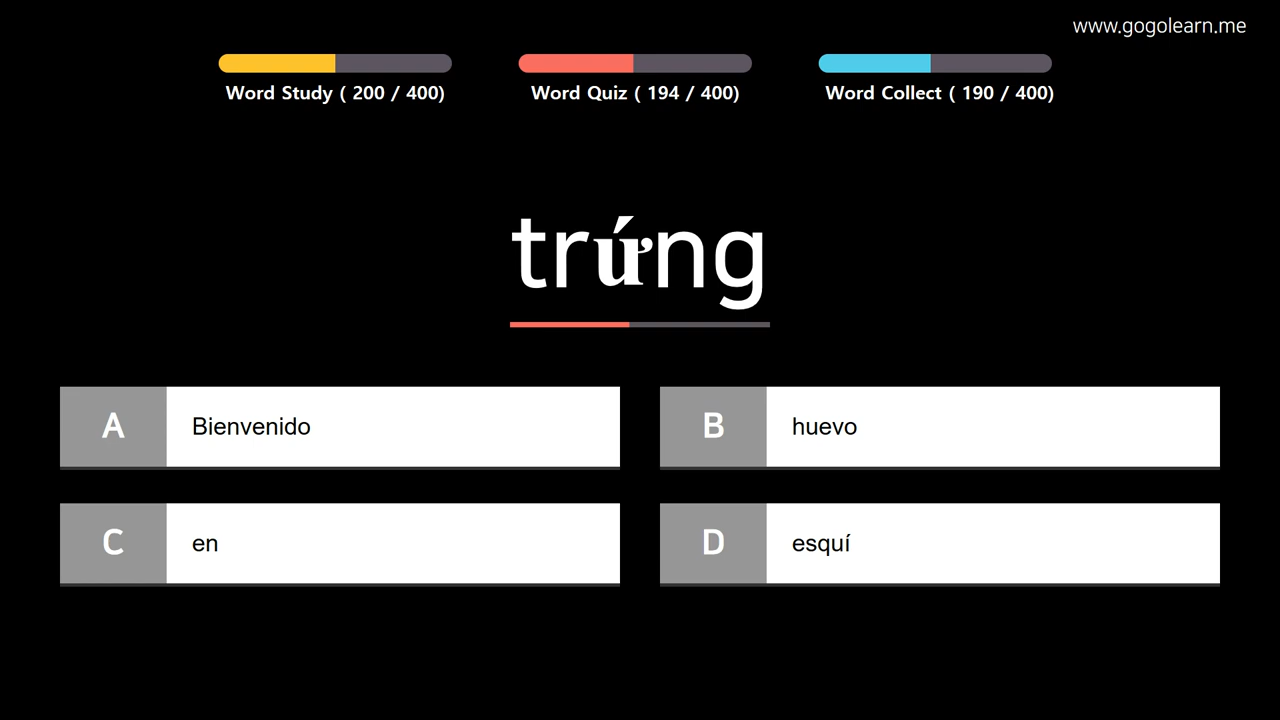 www.gogolearn.me
Word Study ( 200 / 400)
Word Quiz ( 194 / 400)
Word Collect ( 190 / 400)
trứng
A Bienvenido
B huevo
C en
D esquí